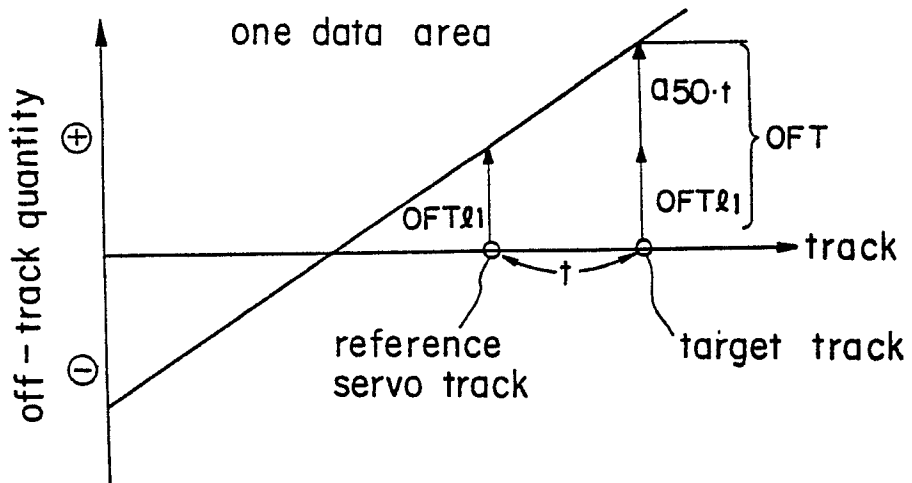 one data area
off-track quantity
⊕
⊖
a50·t
OFT
OFTℓ1
OFTℓ1
track
t
reference
servo track
target track